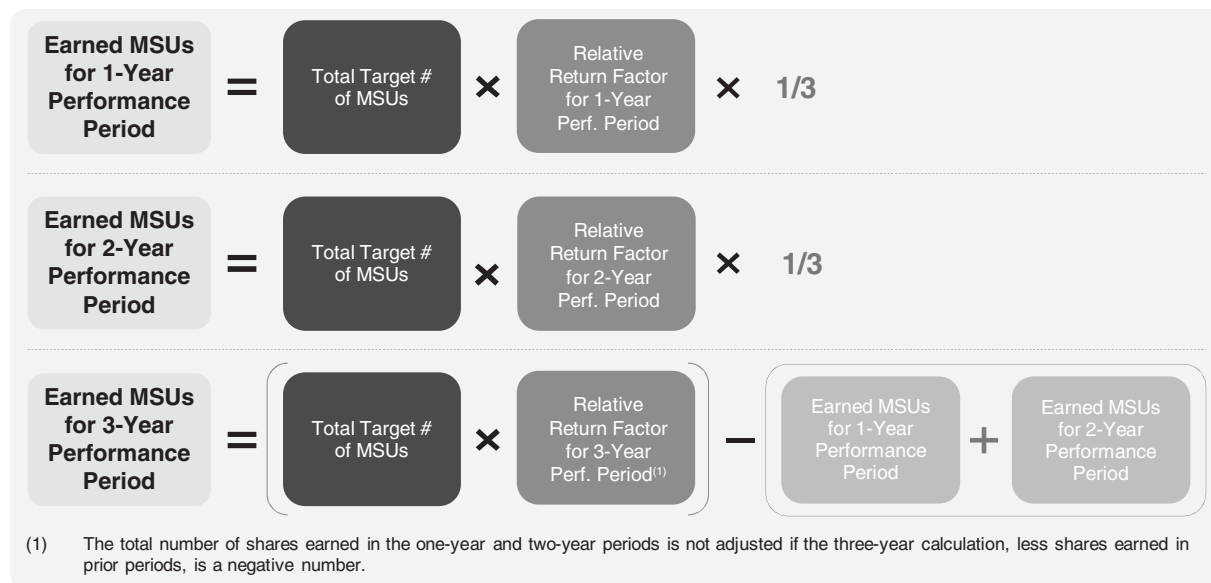 Earned MSUs
for 1-Year
Performance
Period
=
Total Target #
of MSUs
×
Relative
Return Factor
for 1-Year
Perf. Period
×
1/3
Earned MSUs
for 2-Year
Performance
Period
=
Total Target #
of MSUs
×
Relative
Return Factor
for 2-Year
Perf. Period
×
1/3
Earned MSUs
for 3-Year
Performance
Period
=
Total Target #
of MSUs
×
Relative
Return Factor
for 3-Year
Perf. Period(1)
−
Earned MSUs
for 1-Year
Performance
Period
+
Earned MSUs
for 2-Year
Performance
Period
(1) The total number of shares earned in the one-year and two-year periods is not adjusted if the three-year calculation, less shares earned in
prior periods, is a negative number.